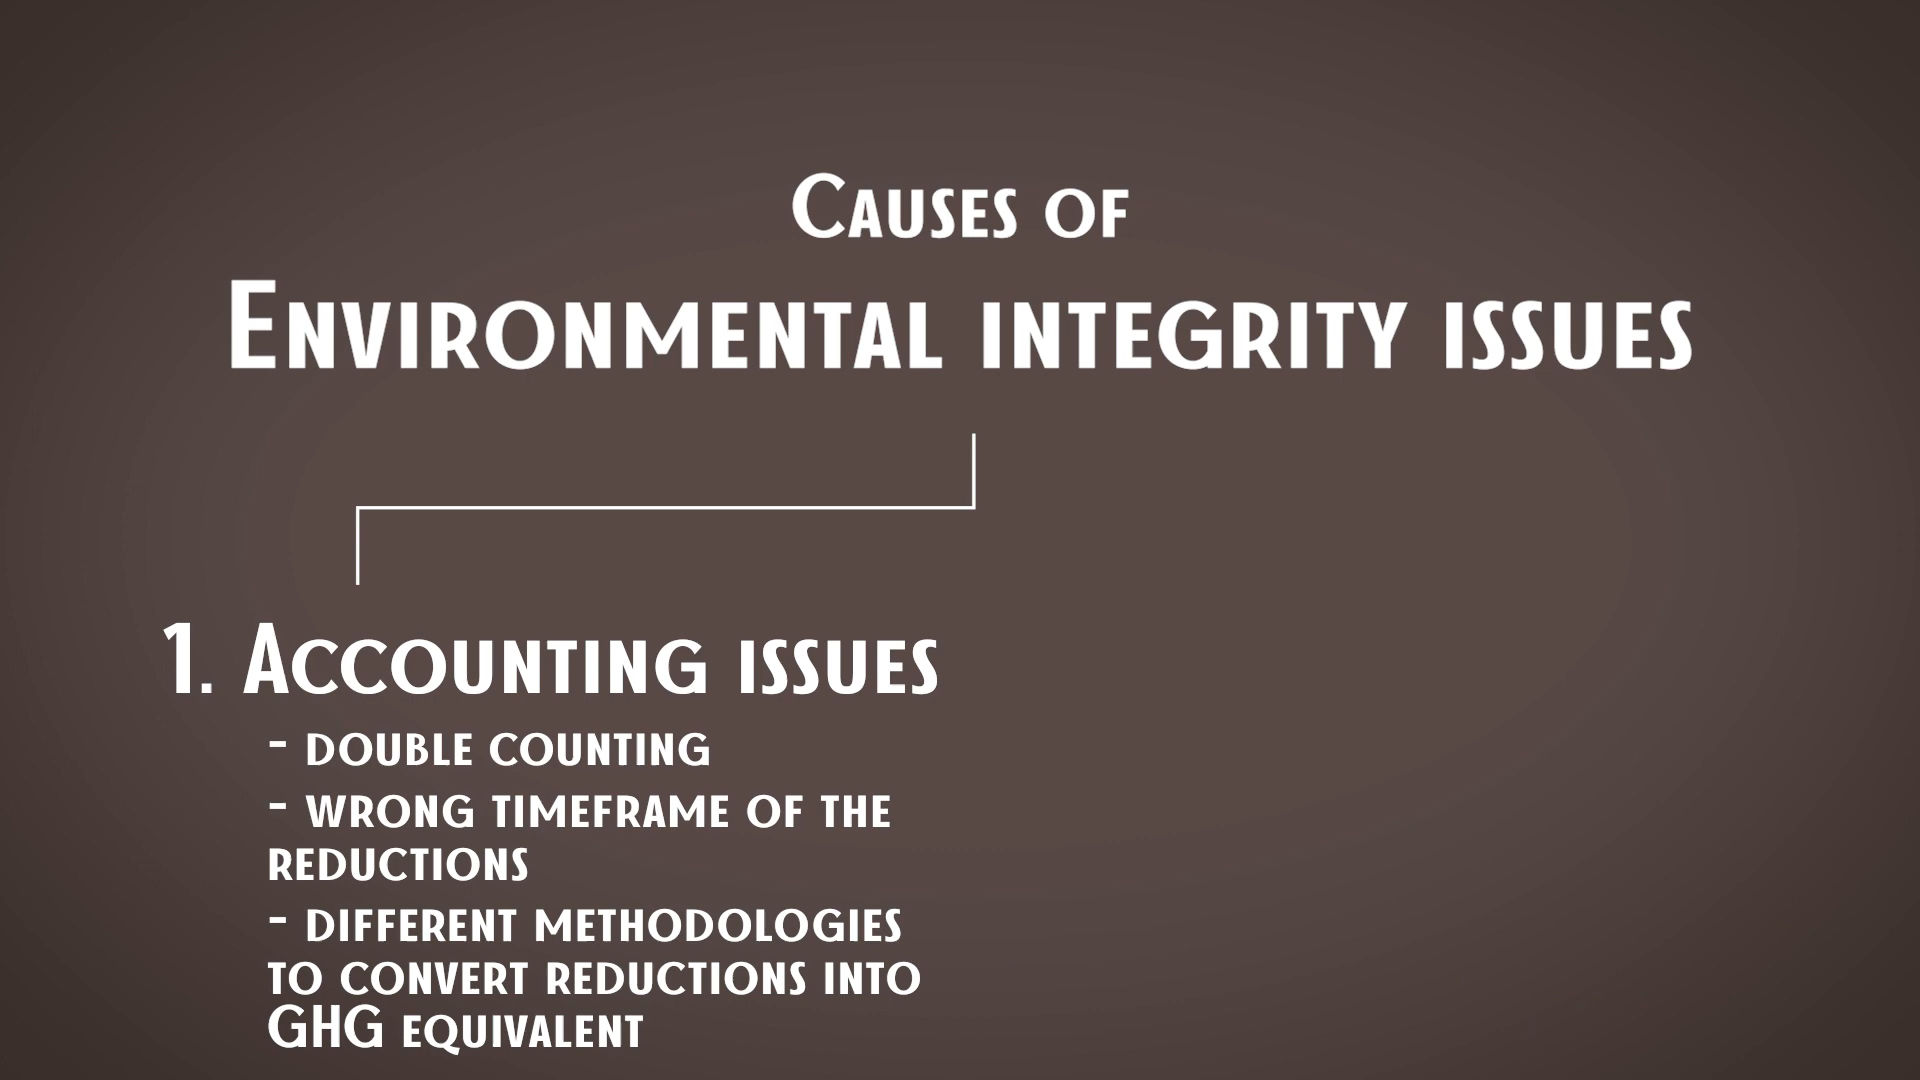 Causes of
Environmental integrity issues
1. Accounting issues
- double counting
- wrong timeframe of the
reductions
- different methodologies
to convert reductions into
GHG equivalent